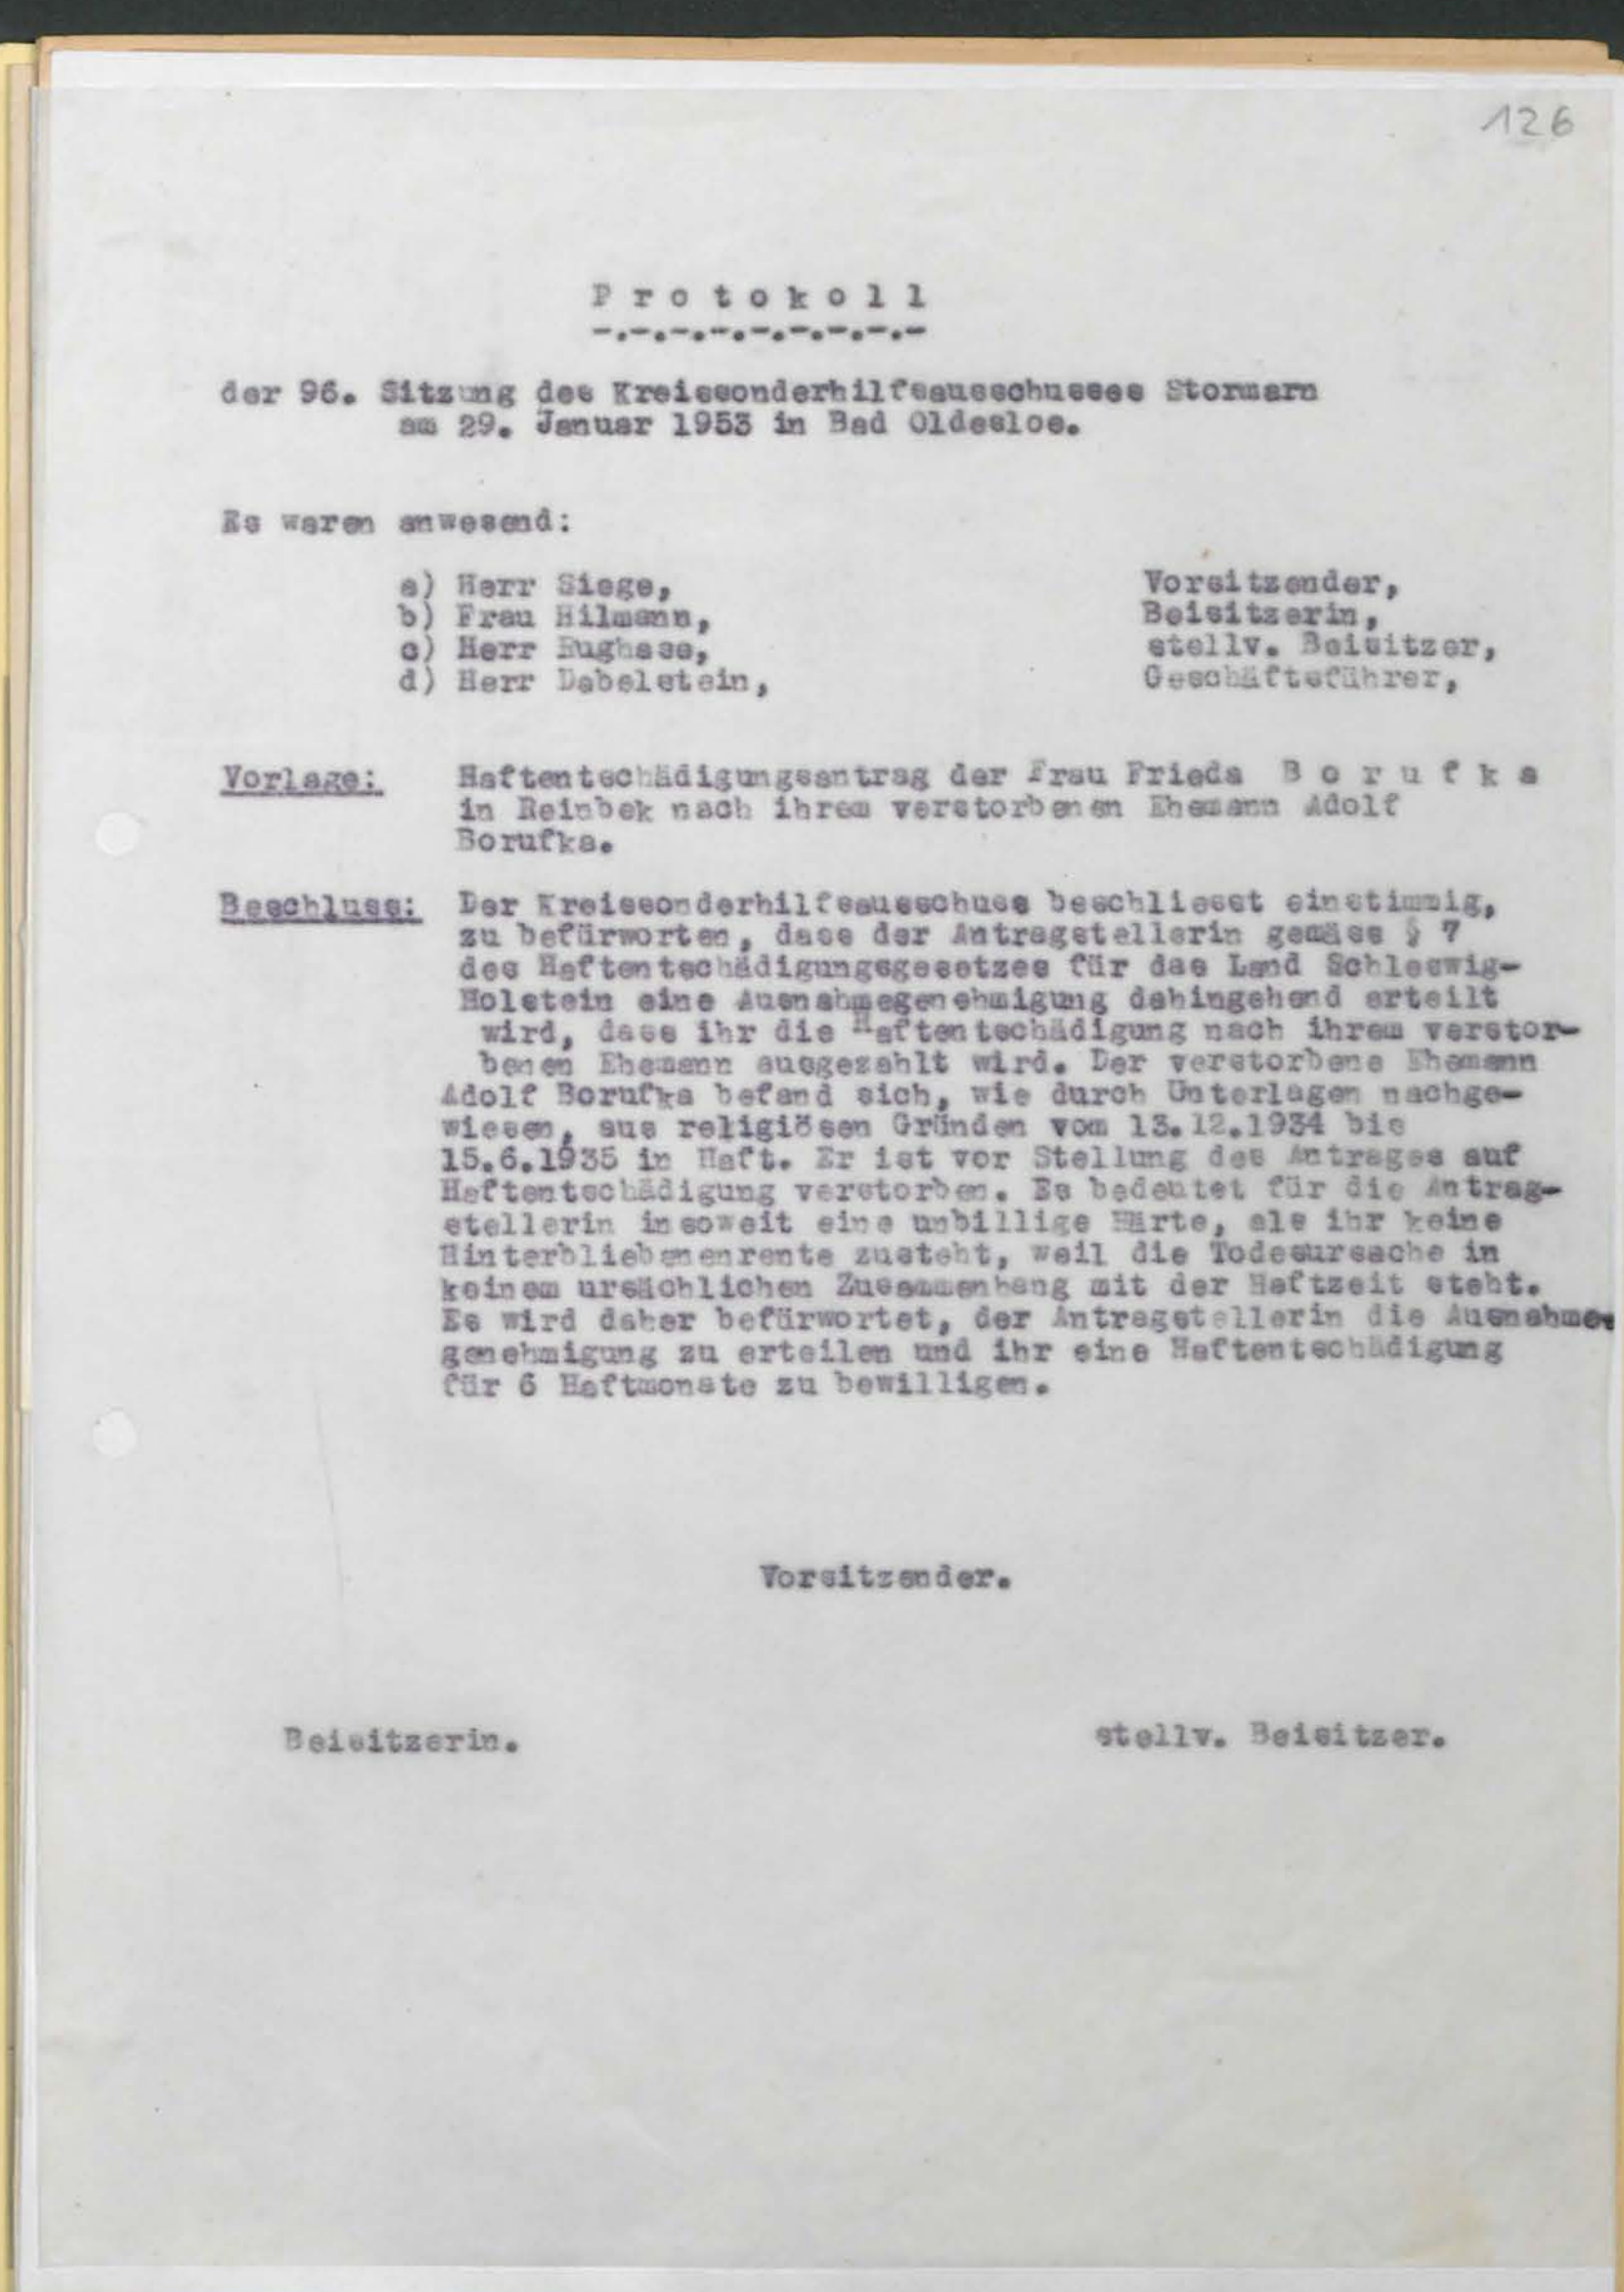 126
Protokoll
-.-.-.-.-.-.-.-.-
der 96. Sitzung des Kreissonderhilfsausschusses Stormarn
am 29. Januar 1953 in Bad Oldesloe.
Es waren anwesend:
a) Herr Siege, Vorsitzender,
b) Frau Hilmann, Beisitzerin,
c) Herr Rughase, stellv. Beisitzer,
d) Herr Dabelstein, Geschäftsführer,
Vorlage: Haftentschädigungsantrag der Frau Frieda B o r u f k a
in Reinbek nach ihrem verstorbenen Ehemann Adolf
Borufka.
Beschluss: Der Kreissonderhilfsausschuss beschliesst einstimmig,
zu befürworten, dass der Antragstellerin gemäss § 7
des Haftentschädigungsgesetzes für das Land Schleswig-
Holstein eine Ausnahmegenehmigung dahingehend erteilt
wird, dass ihr die Haftentschädigung nach ihrem verstor-
benen Ehemann ausgezahlt wird. Der verstorbene Ehemann
Adolf Borufka befand sich, wie durch Unterlagen nachge-
wiesen, aus religiösen Gründen vom 13.12.1934 bis
15.6.1935 in Haft. Er ist vor Stellung des Antrages auf
Haftentschädigung verstorben. Es bedeutet für die Antrag-
stellerin insoweit eine unbillige Härte, als ihr keine
Hinterbliebenenrente zusteht, weil die Todesursache in
keinem ursächlichen Zusammenhang mit der Haftzeit steht.
Es wird daher befürwortet, der Antragstellerin die Ausnahme-
genehmigung zu erteilen und ihr eine Haftentschädigung
für 6 Haftmonate zu bewilligen.
Vorsitzender.
Beisitzerin. stellv. Beisitzer.